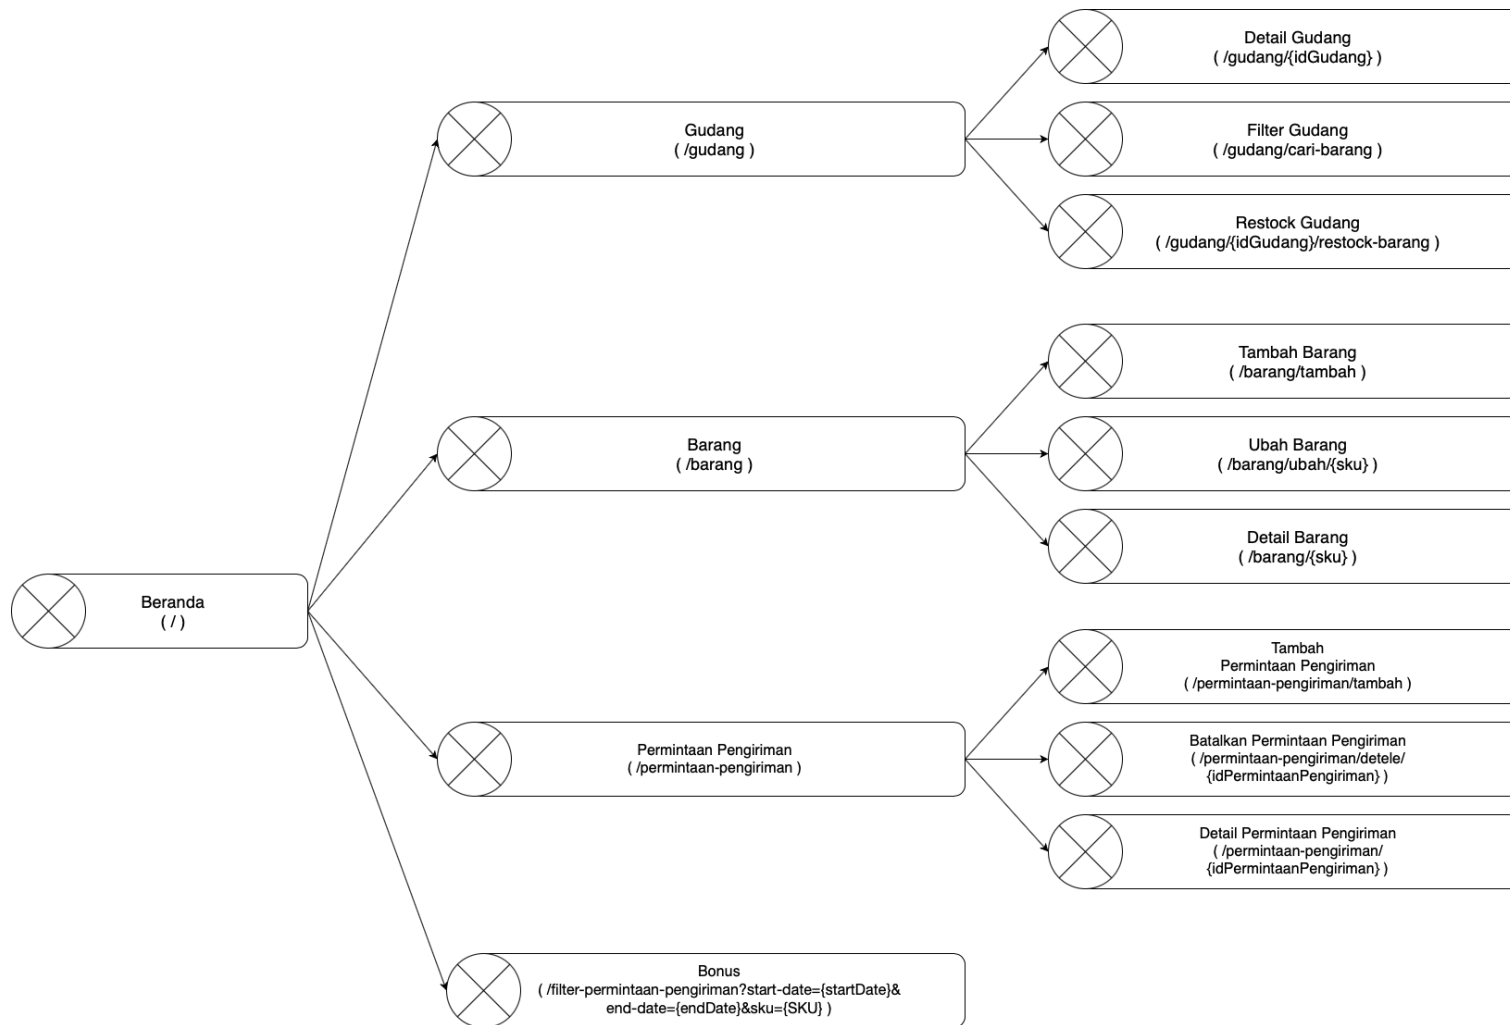 Beranda
( / )
Gudang
( /gudang )
Detail Gudang
( /gudang/{idGudang} )
Filter Gudang
( /gudang/cari-barang )
Restock Gudang
( /gudang/{idGudang}/restock-barang )
Barang
( /barang )
Tambah Barang
( /barang/tambah )
Ubah Barang
( /barang/ubah/{sku} )
Detail Barang
( /barang/{sku} )
Permintaan Pengiriman
( /permintaan-pengiriman )
Tambah
Permintaan Pengiriman
( /permintaan-pengiriman/tambah )
Batalkan Permintaan Pengiriman
( /permintaan-pengiriman/detele/
{idPermintaanPengiriman} )
Detail Permintaan Pengiriman
( /permintaan-pengiriman/
{idPermintaanPengiriman} )
Bonus
( /filter-permintaan-pengiriman?start-date={startDate}&
end-date={endDate}&sku={SKU} )